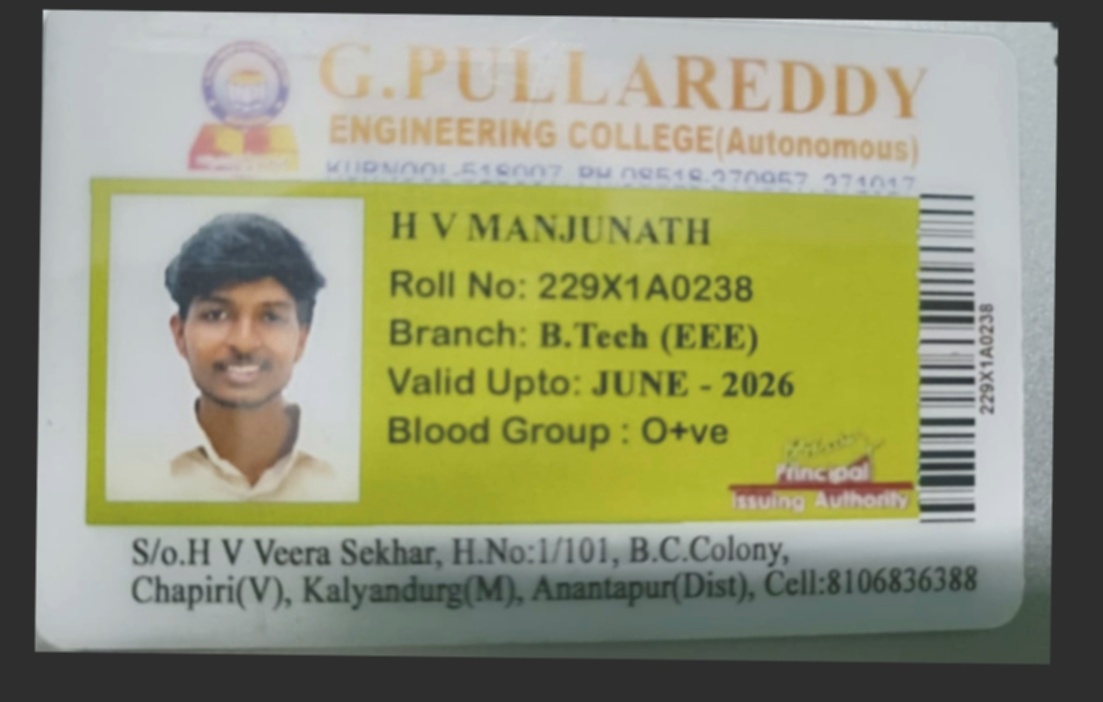 G.PULLAREDDY
ENGINEERING COLLEGE(Autonomous)
KURNOOL-518007. PH.08518-270957, 271017
H V MANJUNATH
Roll No: 229X1A0238
Branch: B.Tech (EEE)
Valid Upto: JUNE - 2026
Blood Group : O+ve
Principal
Issuing Authority
229X1A0238
S/o.H V Veera Sekhar, H.No:1/101, B.C.Colony,
Chapiri(V), Kalyandurg(M), Anantapur(Dist), Cell:8106836388